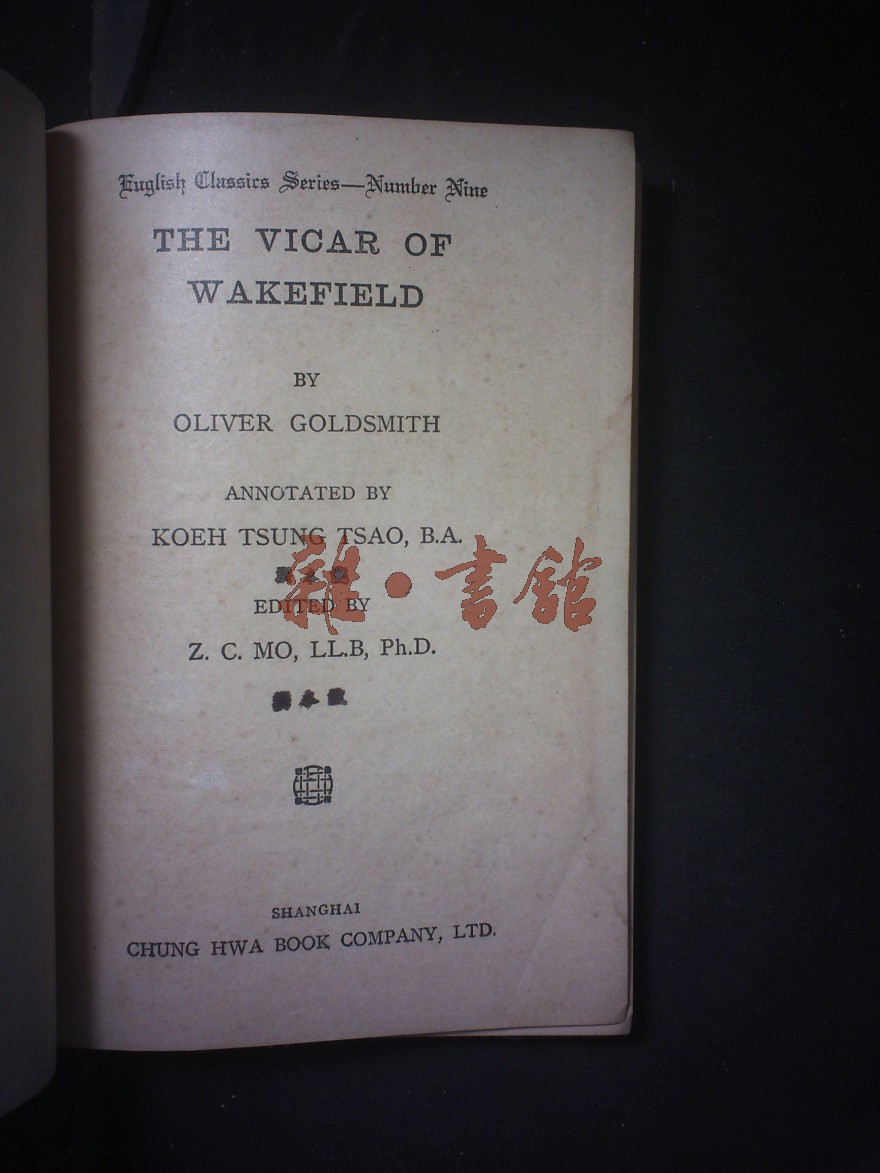 English Classics Series—Number Nine
THE VICAR OF
WAKEFIELD
BY
OLIVER GOLDSMITH
ANNOTATED BY
KOEH TSUNG TSAO, B.A.
雜·書館
EDITED BY
Z. C. MO, LL.B, Ph.D.
SHANGHAI
CHUNG HWA BOOK COMPANY, LTD.